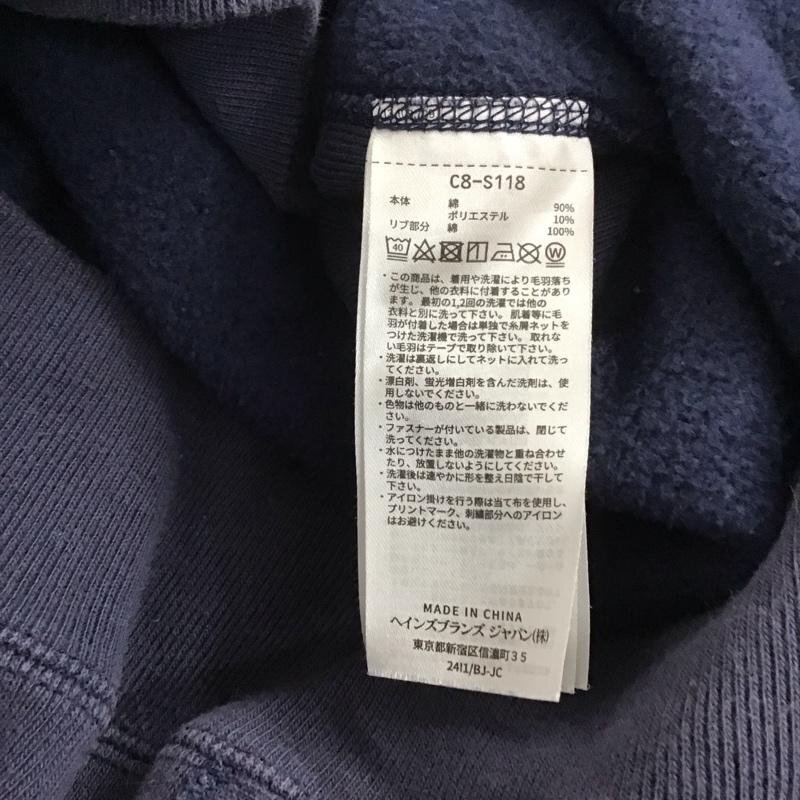 C8-S118
本体 綿 90%
ポリエステル 10%
リブ部分 綿 100%
40
・この商品は、着用や洗濯により毛羽落ち
が生じ、他の衣料に付着することがあり
ます。最初の1,2回の洗濯では他の
衣料と別に洗って下さい。肌着等に毛
羽が付着した場合は単独で糸屑ネットを
つけた洗濯機で洗って下さい。取れな
い毛羽はテープで取り除いて下さい。
・洗濯は裏返しにしてネットに入れて洗っ
てください。
・漂白剤、蛍光増白剤を含んだ洗剤は、使
用しないでください。
・色物は他のものと一緒に洗わないでくだ
さい。
・ファスナーが付いている製品は、閉じて
洗ってください。
・水につけたまま他の洗濯物と重ね合わせ
たり、放置しないようにしてください。
・洗濯後は速やかに形を整え日陰で干して
下さい。
・アイロン掛けを行う際は当て布を使用し、
プリントマーク、刺繍部分へのアイロン
はお避けください。
MADE IN CHINA
ヘインズブランズ ジャパン(株)
東京都新宿区信濃町35
24I1/BJ-JC